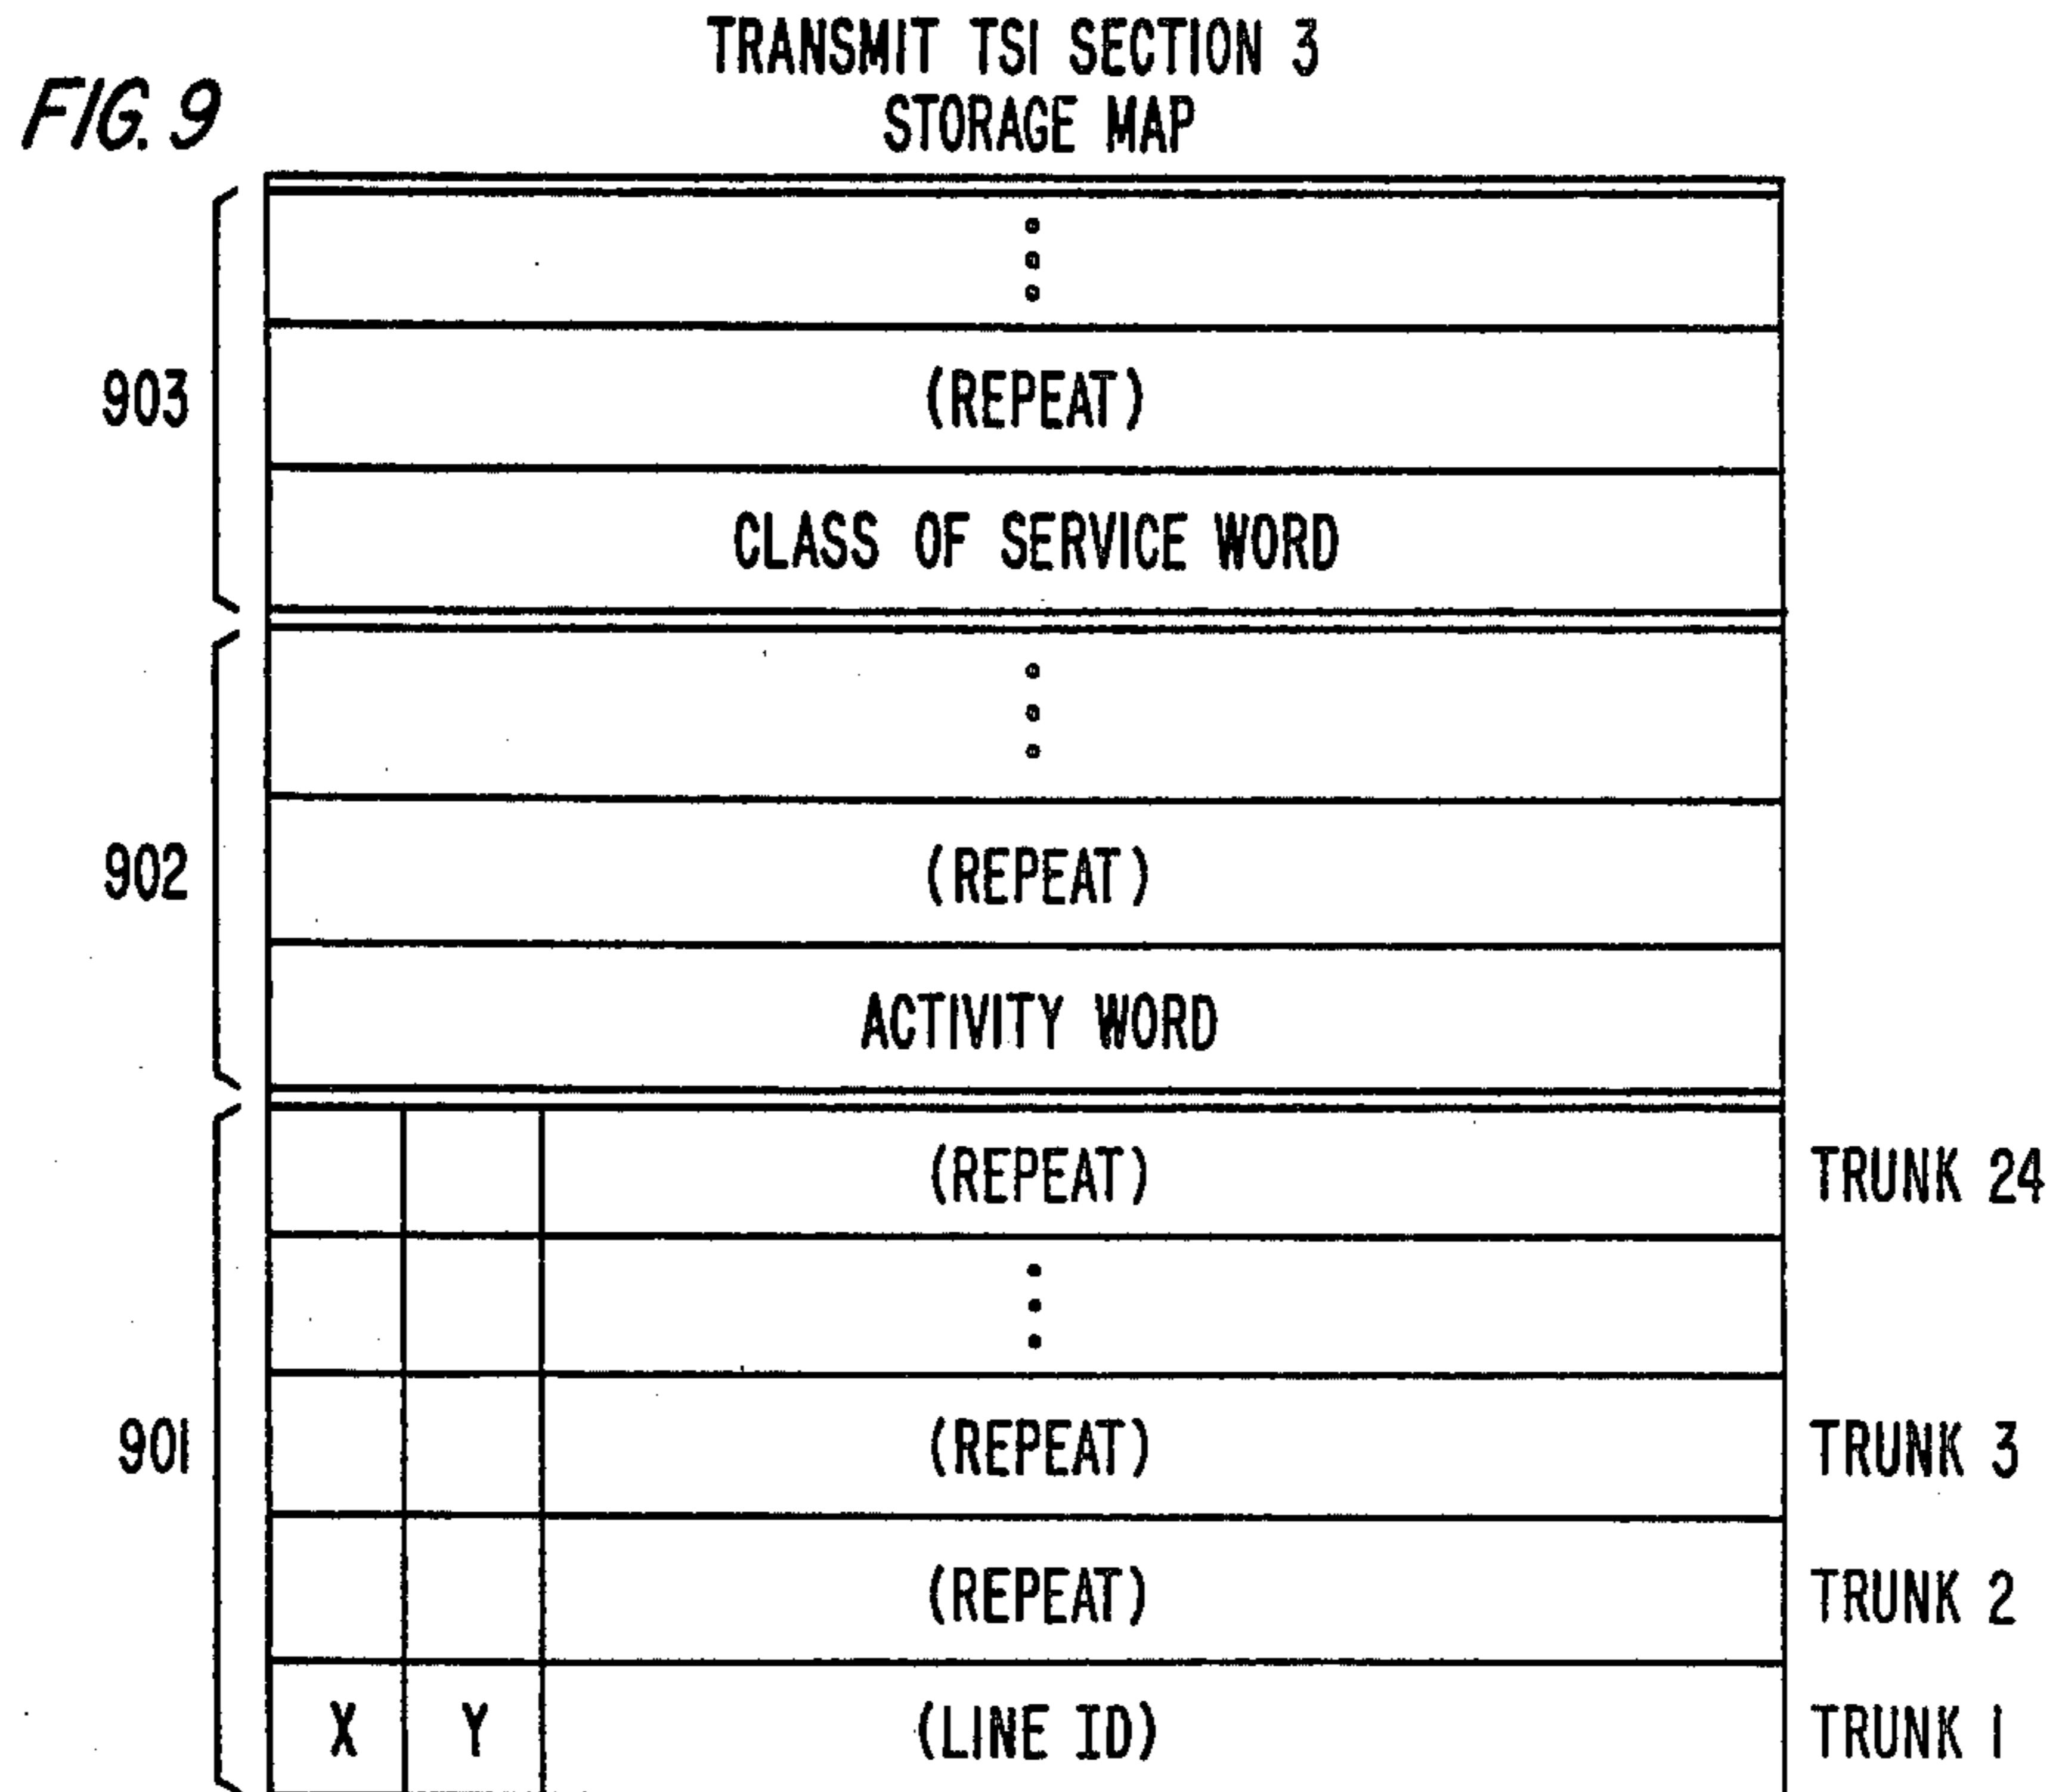 FIG. 9
TRANSMIT TSI SECTION 3
STORAGE MAP
903
(REPEAT)
CLASS OF SERVICE WORD
902
(REPEAT)
ACTIVITY WORD
901
(REPEAT) TRUNK 24
(REPEAT) TRUNK 3
(REPEAT) TRUNK 2
X Y (LINE ID) TRUNK 1